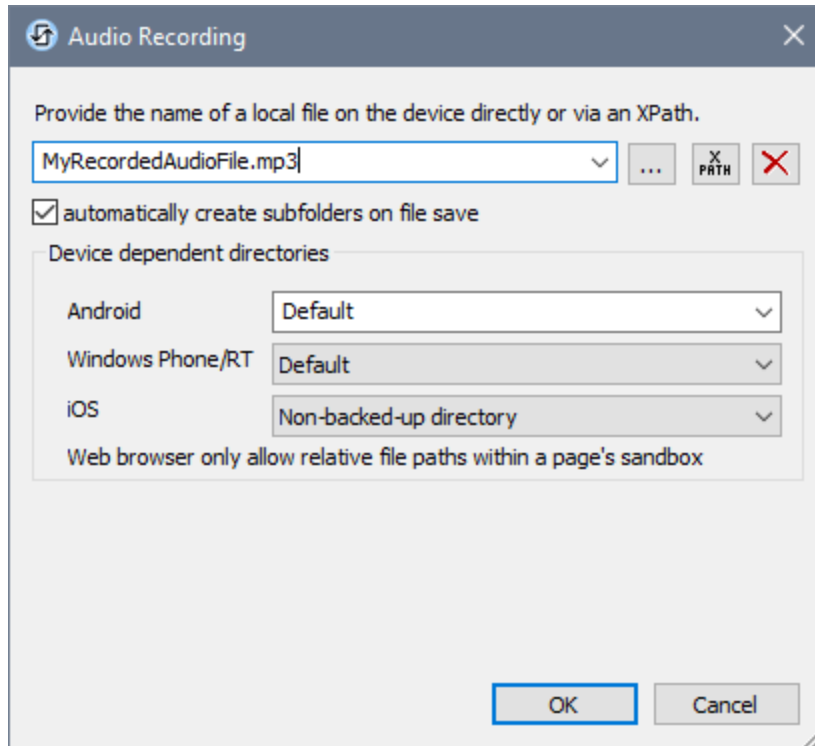 Audio Recording
Provide the name of a local file on the device directly or via an XPath.
MyRecordedAudioFile.mp3
...
X
PATH
automatically create subfolders on file save
Device dependent directories
Android
Default
Windows Phone/RT
Default
iOS
Non-backed-up directory
Web browser only allow relative file paths within a page's sandbox
OK
Cancel